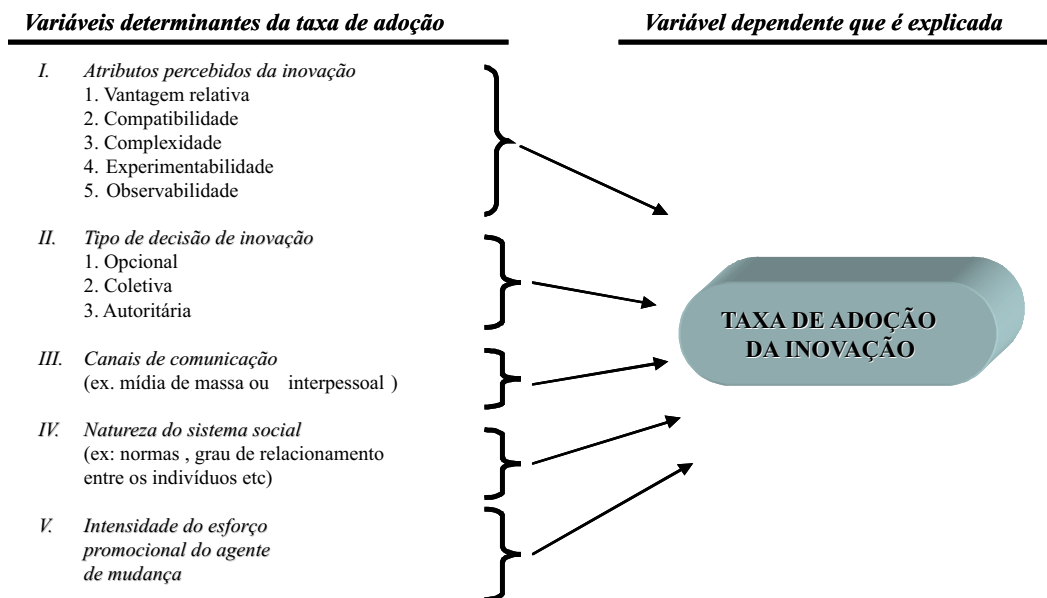 Variáveis determinantes da taxa de adoção
Variável dependente que é explicada
I. Atributos percebidos da inovação
1. Vantagem relativa
2. Compatibilidade
3. Complexidade
4. Experimentabilidade
5. Observabilidade
II. Tipo de decisão de inovação
1. Opcional
2. Coletiva
3. Autoritária
III. Canais de comunicação
(ex. mídia de massa ou interpessoal )
IV. Natureza do sistema social
(ex: normas , grau de relacionamento
entre os indivíduos etc)
V. Intensidade do esforço
promocional do agente
de mudança
TAXA DE ADOÇÃO
DA INOVAÇÃO